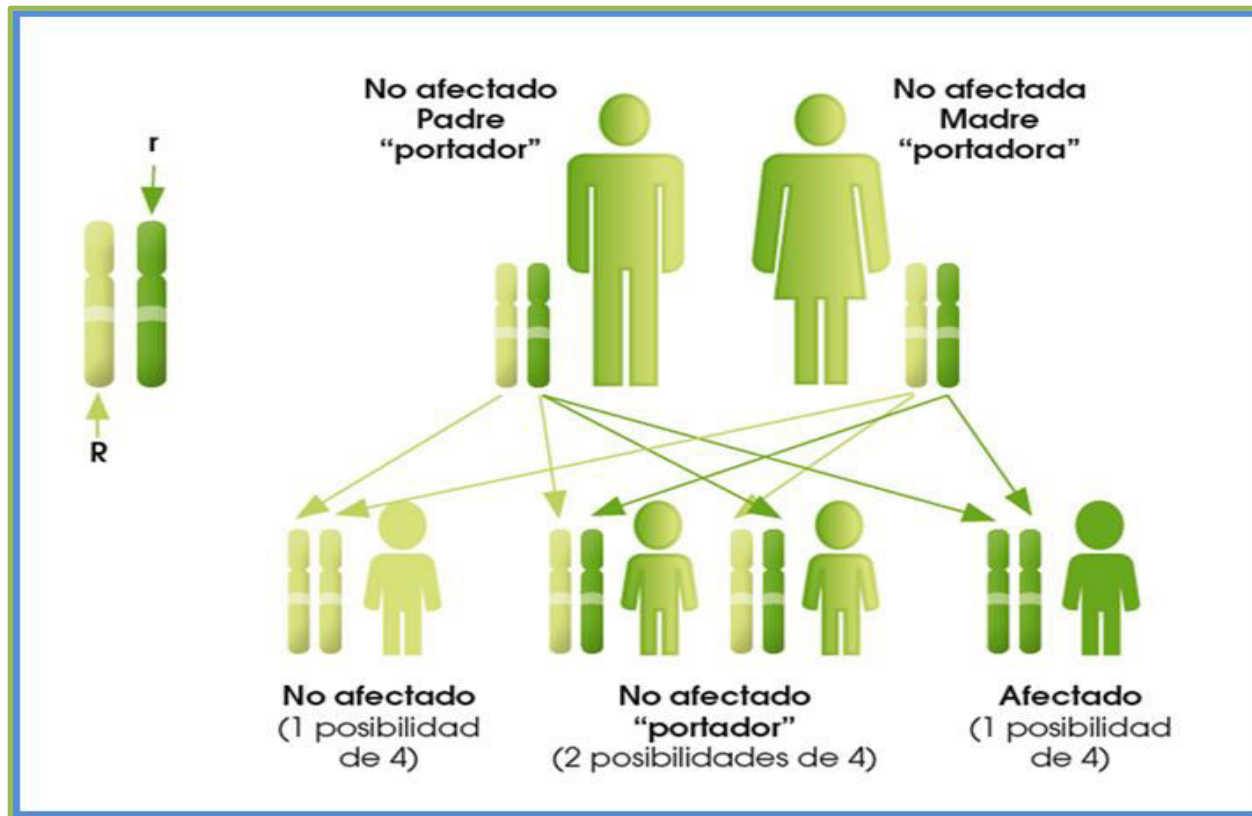 No afectado
Padre
“portador”
No afectada
Madre
“portadora”
r
R
No afectado
(1 posibilidad
de 4)
No afectado
“portador”
(2 posibilidades de 4)
Afectado
(1 posibilidad
de 4)